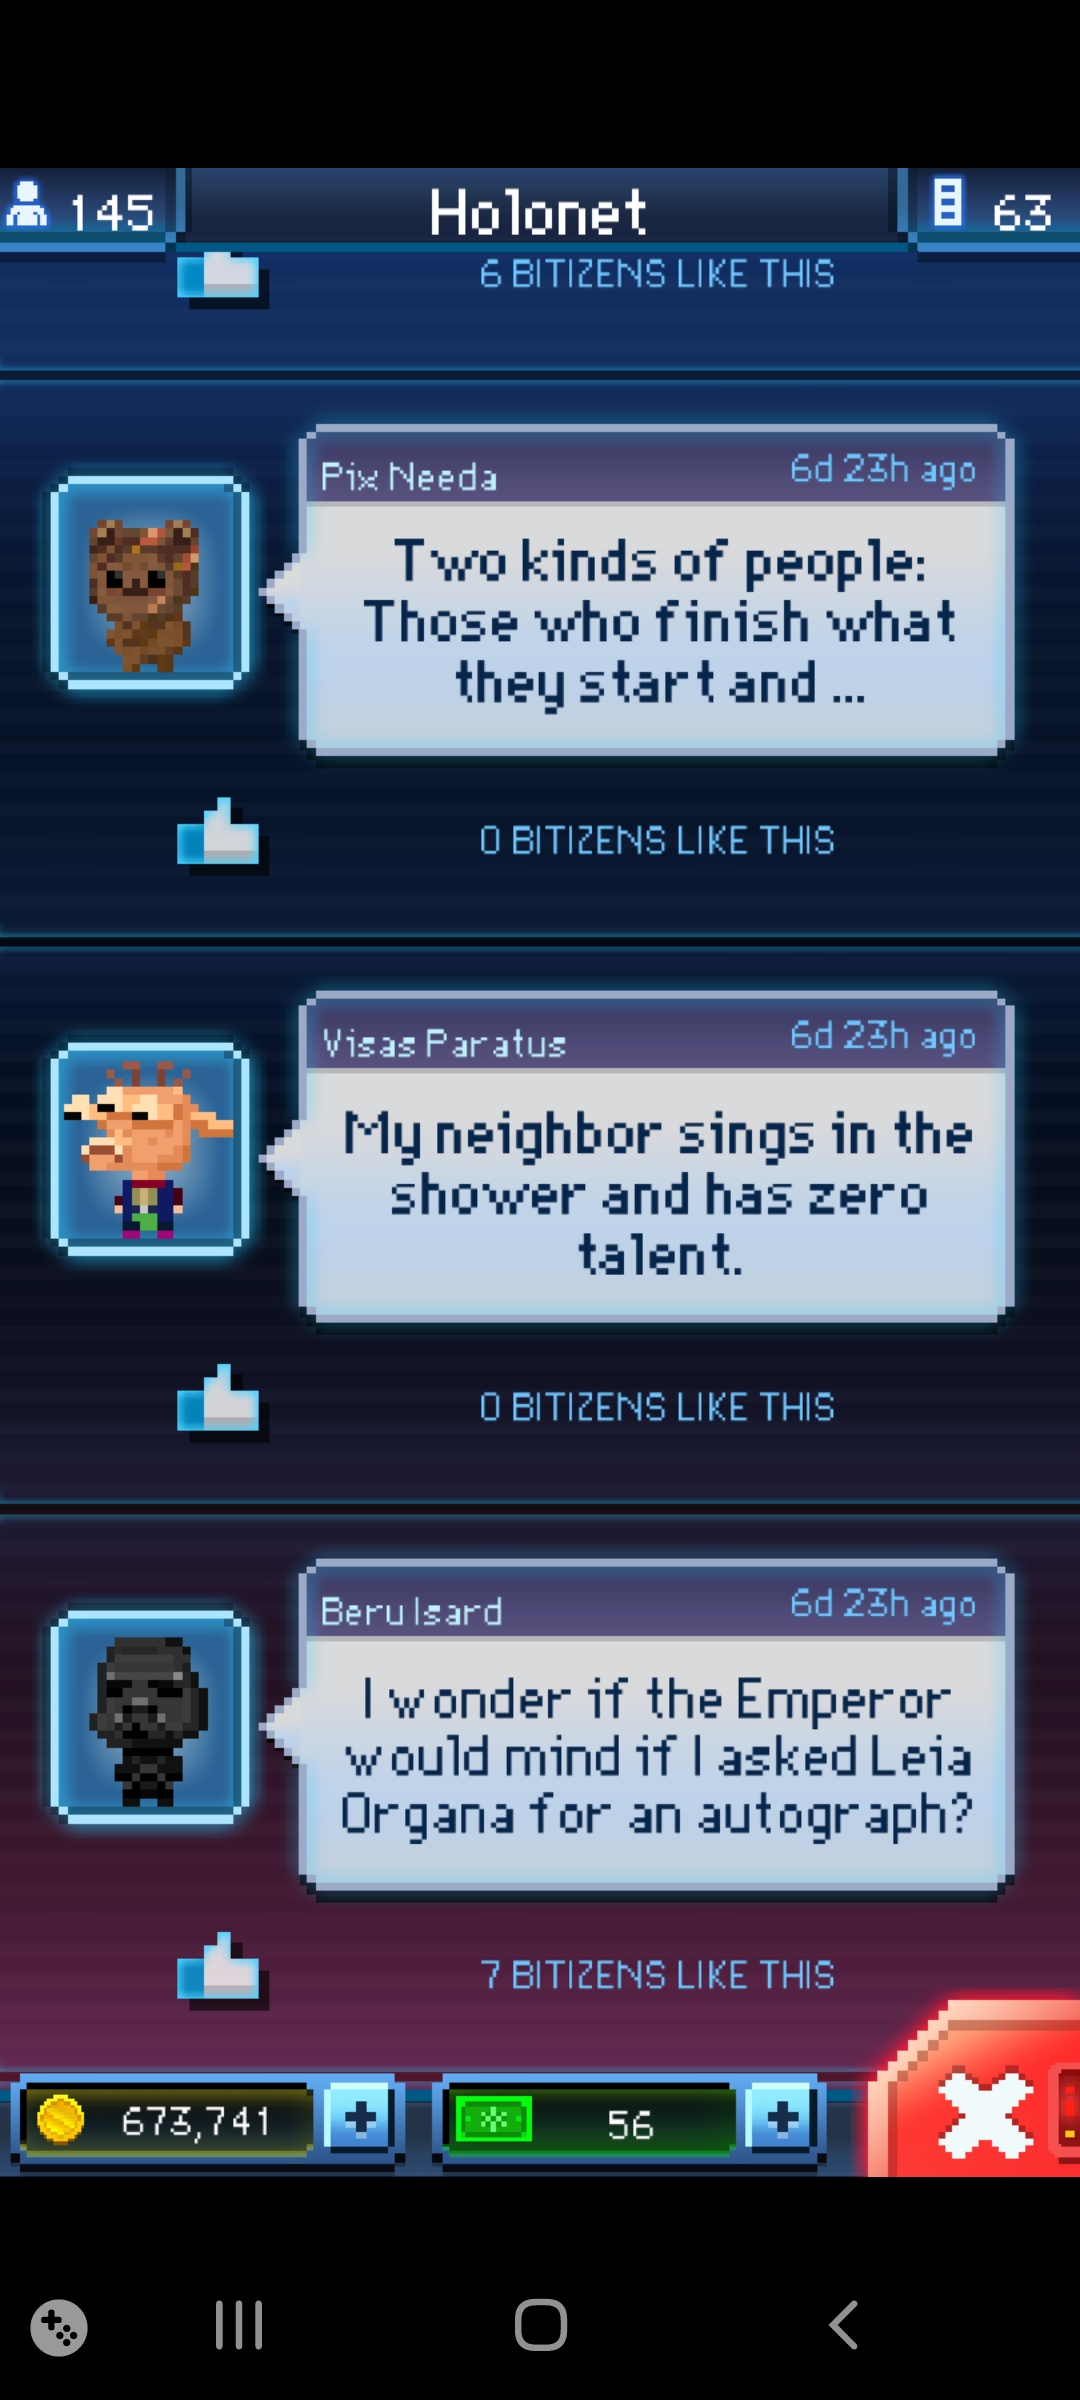 145
Holonet
63
6 BITIZENS LIKE THIS
Pix Needa
6d 23h ago
Two kinds of people:
Those who finish what
they start and ...
0 BITIZENS LIKE THIS
Visas Paratus
6d 23h ago
My neighbor sings in the
shower and has zero
talent.
0 BITIZENS LIKE THIS
Beru Isard
6d 23h ago
I wonder if the Emperor
would mind if I asked Leia
Organa for an autograph?
7 BITIZENS LIKE THIS
673,741
56